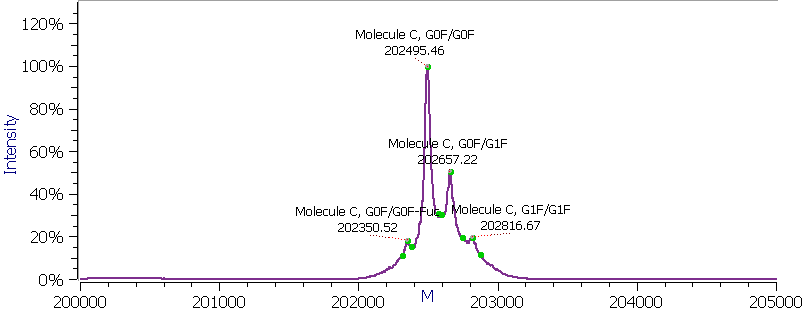 120%
Molecule C, G0F/G0F
202495.46
100%
80%
Intensity
Molecule C, G0F/G1F
202657.22
60%
40%
Molecule C, G0F/G0F-Fuc
202350.52
Molecule C, G1F/G1F
202816.67
20%
0%
200000 201000 202000 M 203000 204000 205000